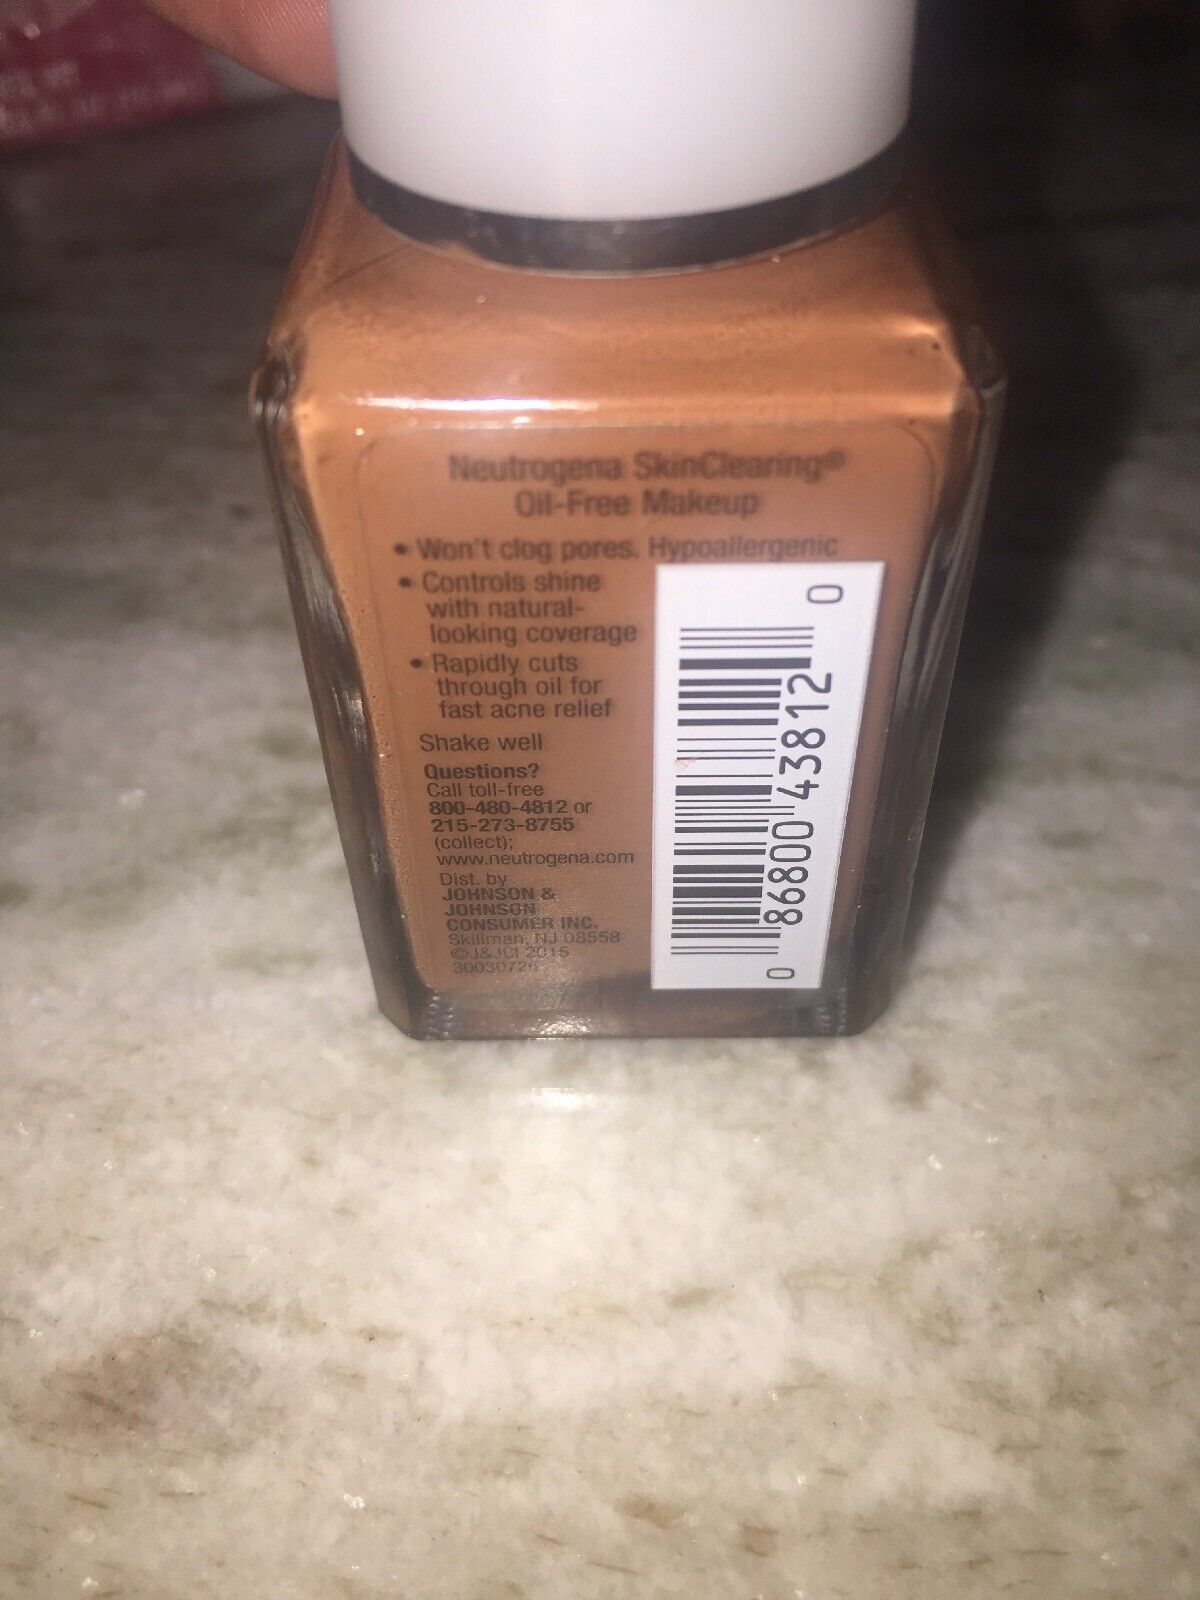 Neutrogena SkinClearing®
Oil-Free Makeup
• Won't clog pores. Hypoallergenic
• Controls shine
with natural-
looking coverage
• Rapidly cuts
through oil for
fast acne relief
Shake well
Questions?
Call toll-free
800-480-4812 or
215-273-8755
(collect);
www.neutrogena.com
Dist. by
JOHNSON &
JOHNSON
CONSUMER INC.
Skillman, NJ 08558
©J&JCI 2015
30030726
0 86800 43812 0